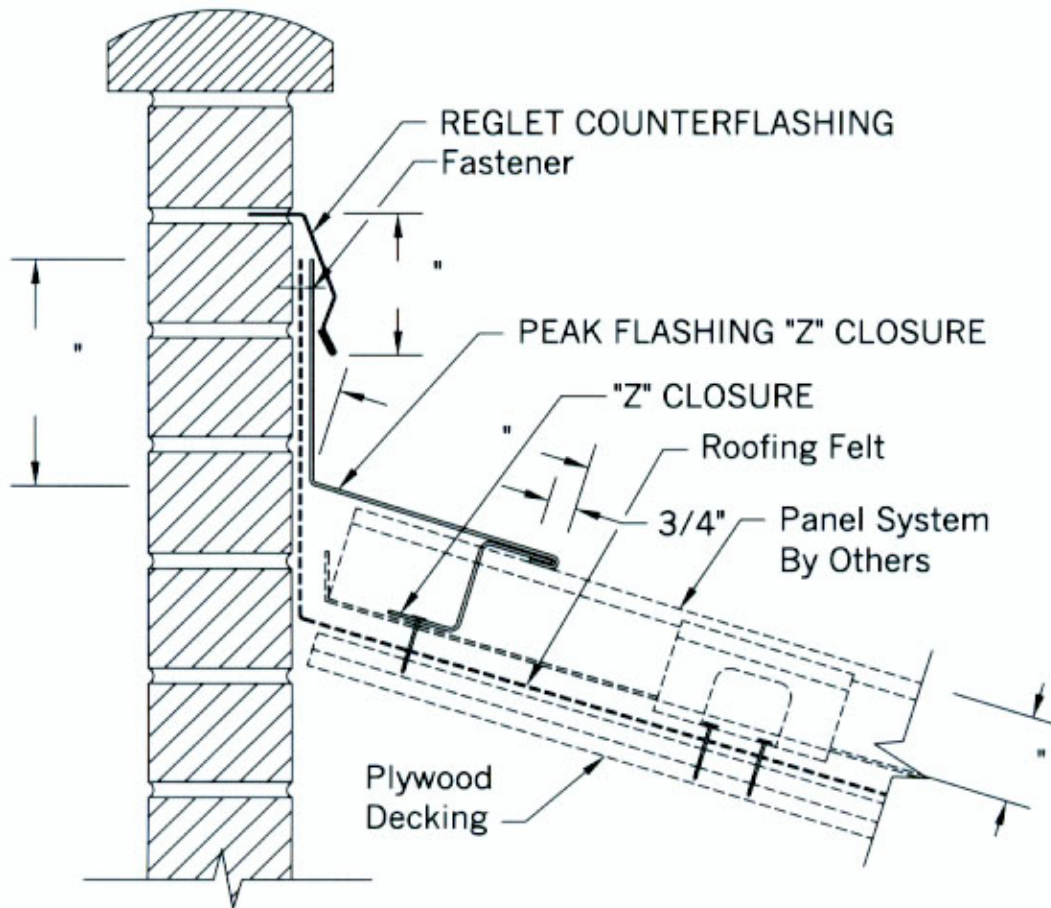 REGLET COUNTERFLASHING
Fastener
"
"
PEAK FLASHING "Z" CLOSURE
"Z" CLOSURE
"
Roofing Felt
3/4"
Panel System
By Others
"
Plywood
Decking